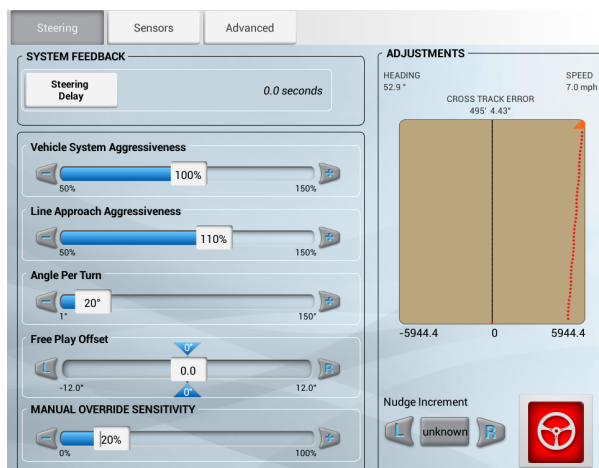 Steering
Sensors
Advanced
SYSTEM FEEDBACK
Steering
Delay
0.0 seconds
Vehicle System Aggressiveness
100%
50%
150%
Line Approach Aggressiveness
110%
50%
150%
Angle Per Turn
20°
1°
150°
Free Play Offset
0°
L
0.0
R
-12.0°
0°
12.0°
MANUAL OVERRIDE SENSITIVITY
20%
0%
100%
ADJUSTMENTS
HEADING
SPEED
52.9 °
7.0 mph
CROSS TRACK ERROR
495' 4.43"
-5944.4
0
5944.4
Nudge Increment
L
unknown
R